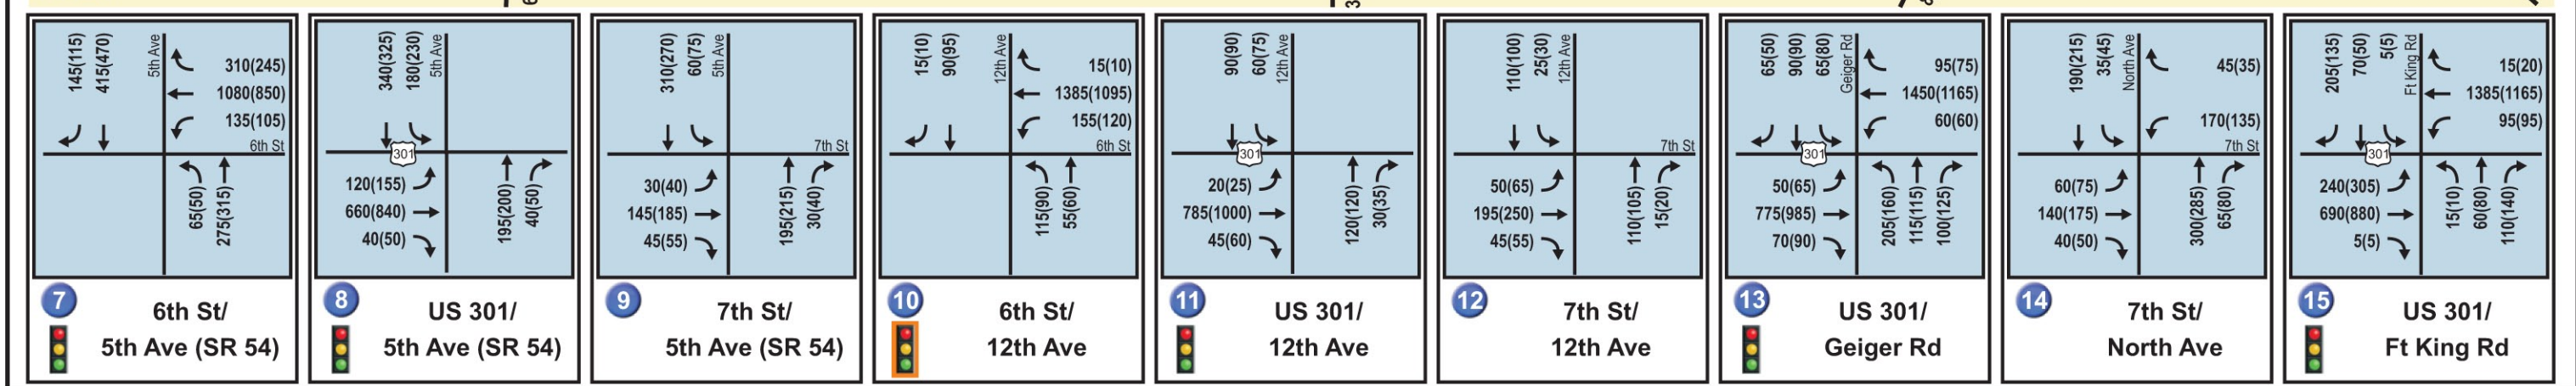 145(115)
415(470)
5th Ave
310(245)
1080(850)
135(105)
6th St
65(50)
275(315)
7
6th St/
5th Ave (SR 54)
340(325)
180(230)
5th Ave
301
120(155)
660(840)
40(50)
195(200)
40(50)
8
US 301/
5th Ave (SR 54)
310(270)
60(75)
5th Ave
7th St
30(40)
145(185)
45(55)
195(215)
30(40)
9
7th St/
5th Ave (SR 54)
15(10)
90(95)
12th Ave
15(10)
1385(1095)
155(120)
6th St
115(90)
55(60)
10
6th St/
12th Ave
90(90)
60(75)
12th Ave
301
20(25)
785(1000)
45(60)
120(120)
30(35)
11
US 301/
12th Ave
110(100)
25(30)
12th Ave
7th St
50(65)
195(250)
45(55)
110(105)
15(20)
12
7th St/
12th Ave
65(50)
90(90)
65(80)
Geiger Rd
95(75)
1450(1165)
60(60)
301
50(65)
775(985)
70(90)
205(160)
115(115)
100(125)
13
US 301/
Geiger Rd
190(215)
35(45)
North Ave
45(35)
170(135)
7th St
60(75)
140(175)
40(50)
300(285)
65(80)
14
7th St/
North Ave
205(135)
70(50)
5(5)
Ft King Rd
15(20)
1385(1165)
95(95)
301
240(305)
690(880)
5(5)
15(10)
60(80)
110(140)
15
US 301/
Ft King Rd